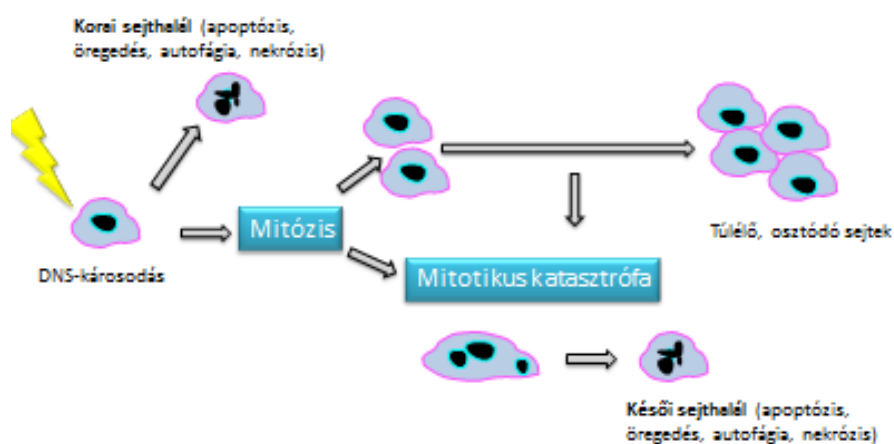 Korai sejthalál (apoptózis,
öregedés, autofágia, nekrózis)
Mitózis
Túlélő, osztódó sejtek
DNS-károsodás
Mitotikus katasztrófa
Késői sejthalál (apoptózis,
öregedés, autofágia, nekrózis)